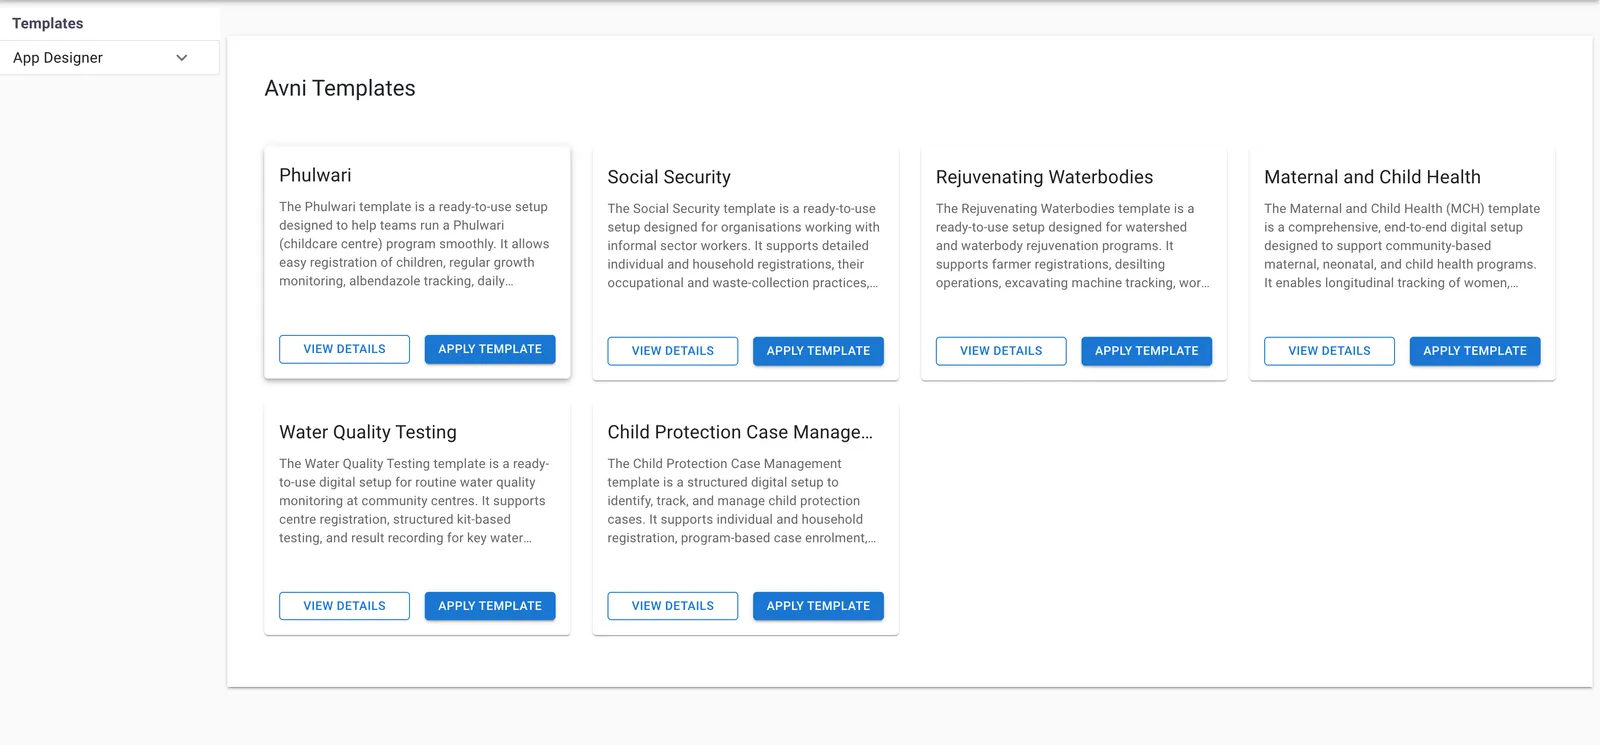 Templates
App Designer
Avni Templates
Phulwari
The Phulwari template is a ready-to-use setup
designed to help teams run a Phulwari
(childcare centre) program smoothly. It allows
easy registration of children, regular growth
monitoring, albendazole tracking, daily...
VIEW DETAILS
APPLY TEMPLATE
Social Security
The Social Security template is a ready-to-use
setup designed for organisations working with
informal sector workers. It supports detailed
individual and household registrations, their
occupational and waste-collection practices,...
VIEW DETAILS
APPLY TEMPLATE
Rejuvenating Waterbodies
The Rejuvenating Waterbodies template is a
ready-to-use setup designed for watershed
and waterbody rejuvenation programs. It
supports farmer registrations, desilting
operations, excavating machine tracking, wor...
VIEW DETAILS
APPLY TEMPLATE
Maternal and Child Health
The Maternal and Child Health (MCH) template
is a comprehensive, end-to-end digital setup
designed to support community-based
maternal, neonatal, and child health programs.
It enables longitudinal tracking of women,...
VIEW DETAILS
APPLY TEMPLATE
Water Quality Testing
The Water Quality Testing template is a ready-
to-use digital setup for routine water quality
monitoring at community centres. It supports
centre registration, structured kit-based
testing, and result recording for key water...
VIEW DETAILS
APPLY TEMPLATE
Child Protection Case Manage...
The Child Protection Case Management
template is a structured digital setup to
identify, track, and manage child protection
cases. It supports individual and household
registration, program-based case enrolment,...
VIEW DETAILS
APPLY TEMPLATE